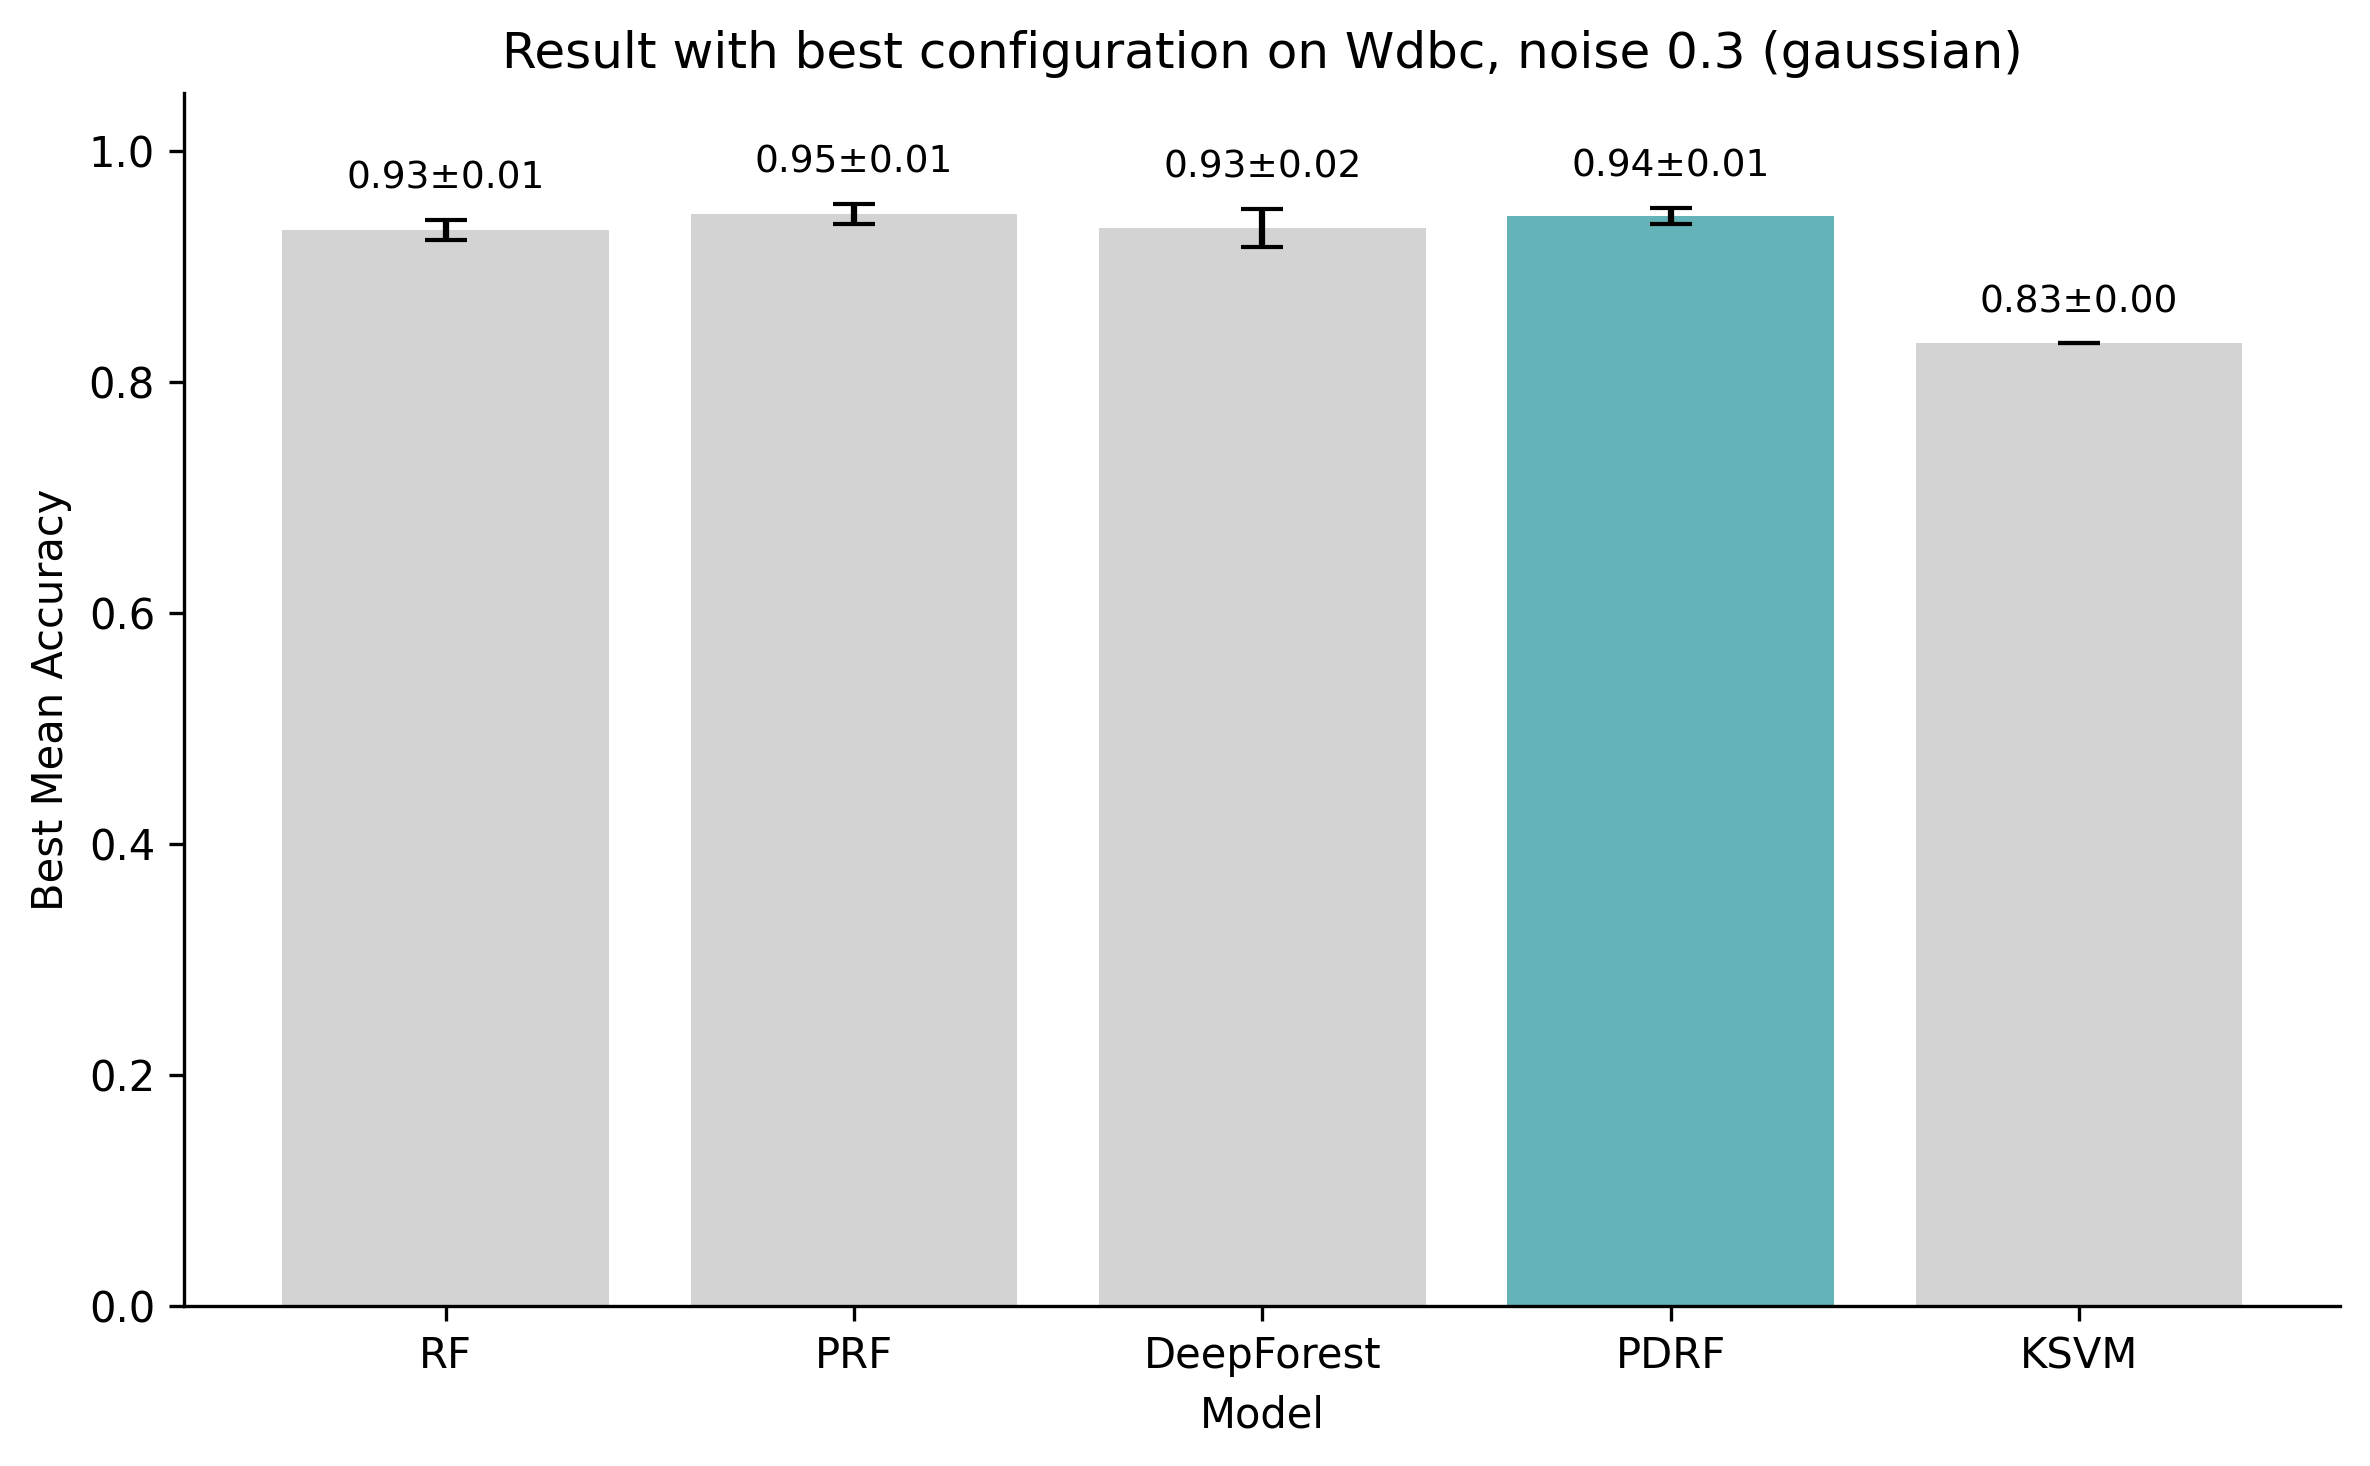 Result with best configuration on Wdbc, noise 0.3 (gaussian)
Best Mean Accuracy
1.0
0.8
0.6
0.4
0.2
0.0
0.93±0.01
0.95±0.01
0.93±0.02
0.94±0.01
0.83±0.00
RF
PRF
DeepForest
PDRF
KSVM
Model